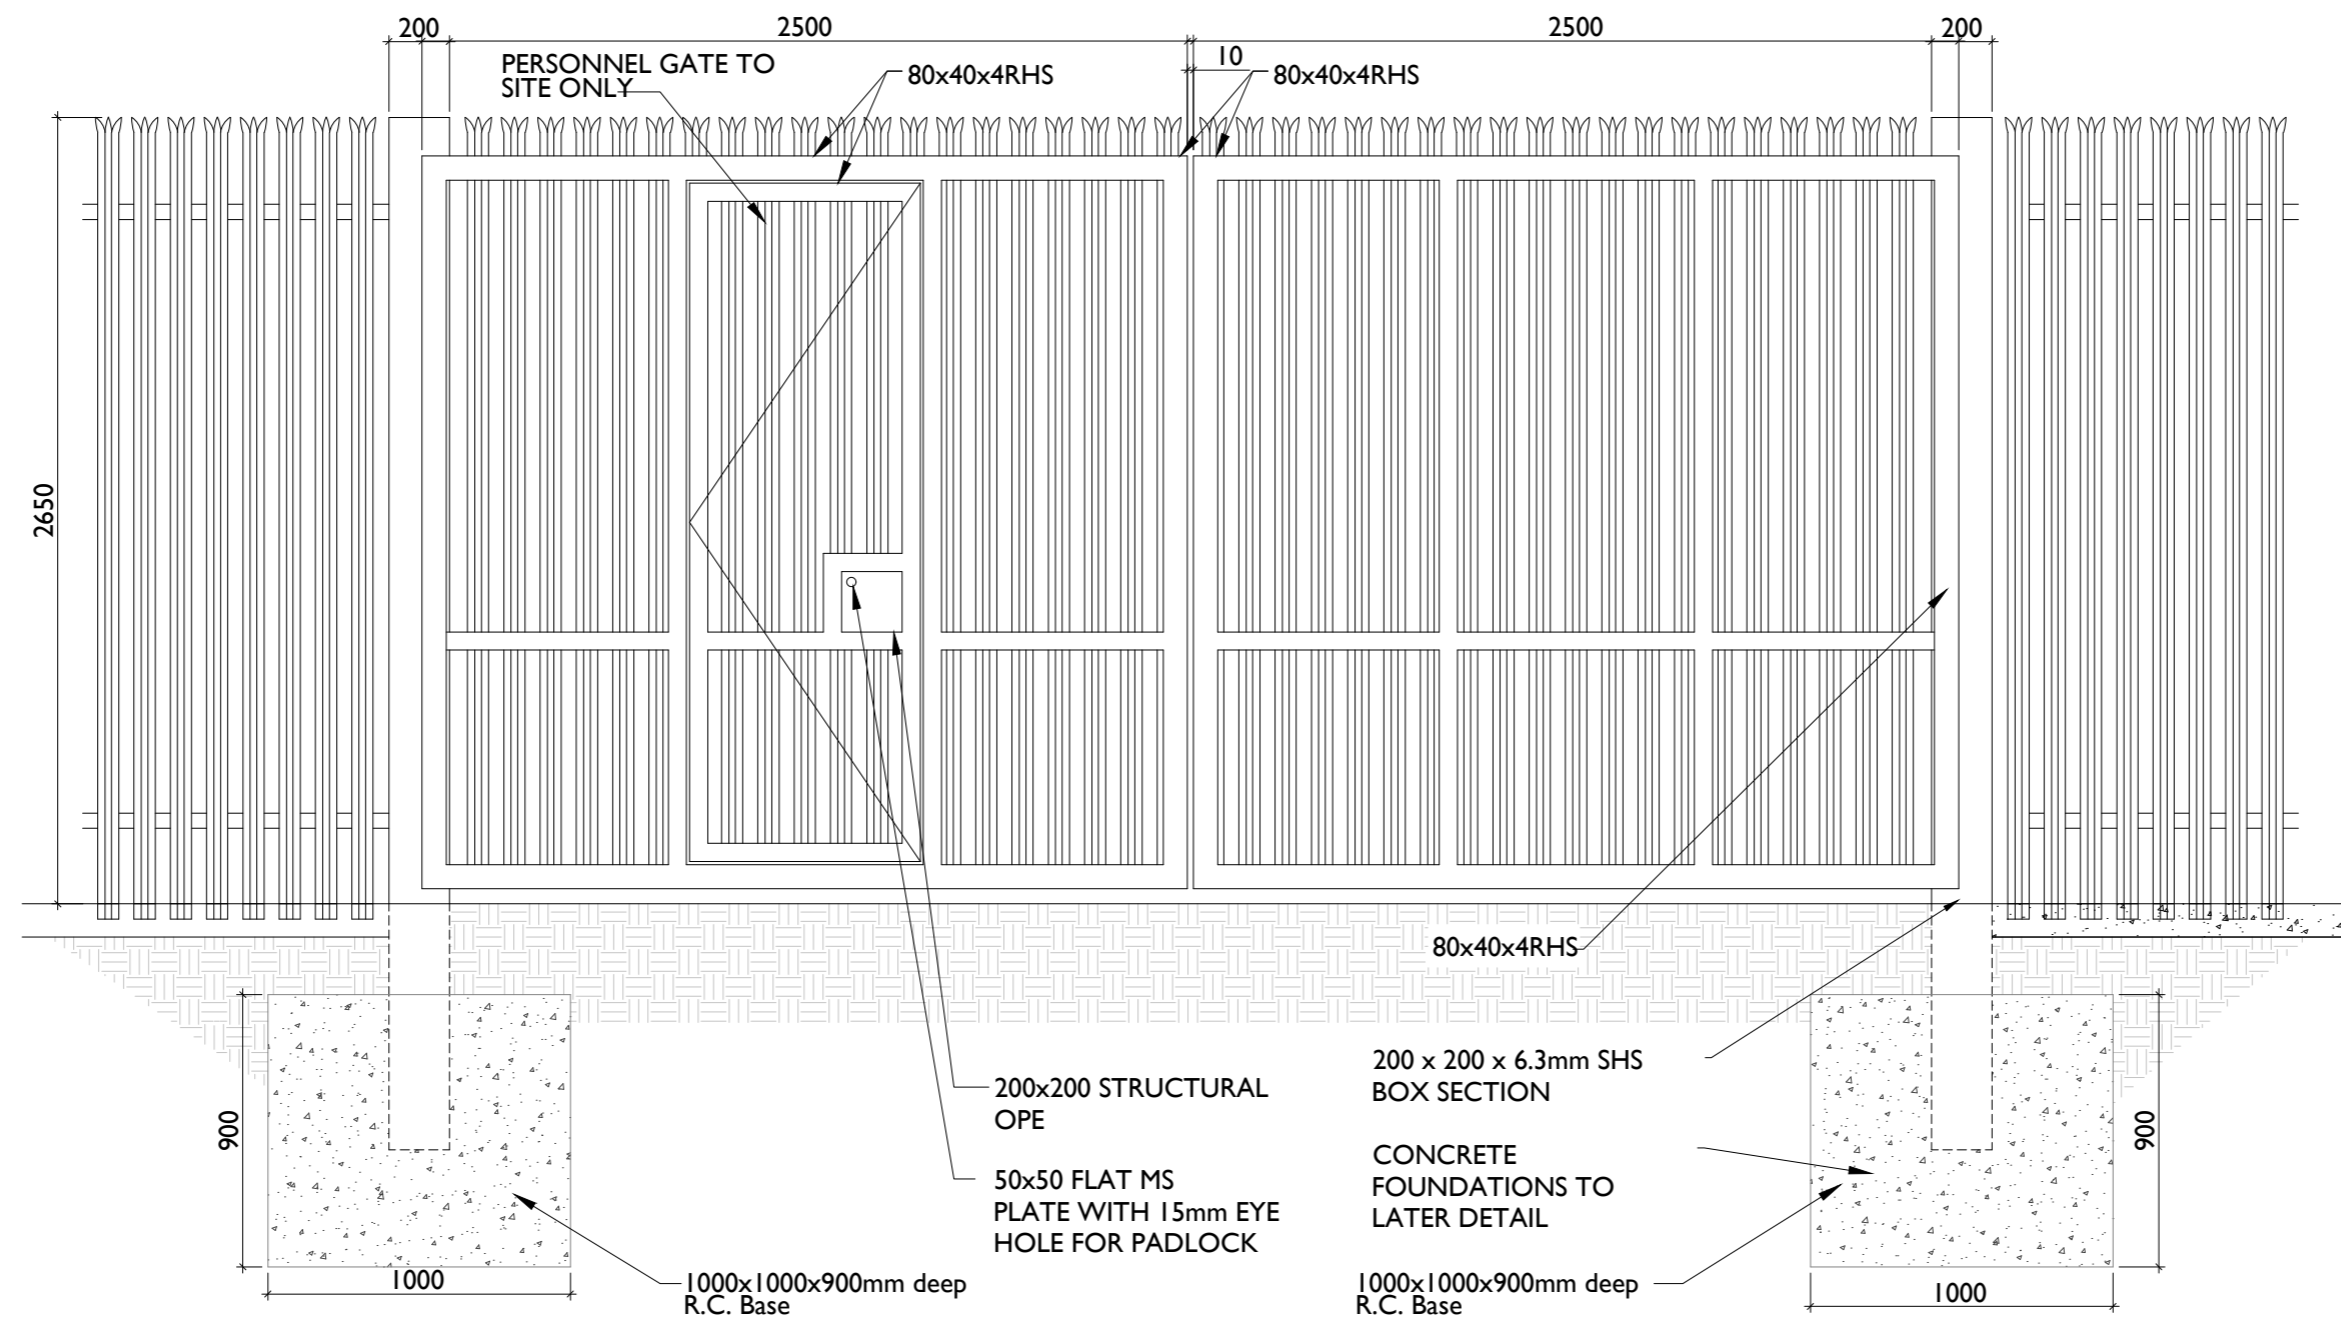 200
2500
2500
200
10
PERSONNEL GATE TO
SITE ONLY
80x40x4RHS
80x40x4RHS
2650
80x40x4RHS
900
1000
1000x1000x900mm deep
R.C. Base
200x200 STRUCTURAL
OPE
50x50 FLAT MS
PLATE WITH 15mm EYE
HOLE FOR PADLOCK
200 x 200 x 6.3mm SHS
BOX SECTION
CONCRETE
FOUNDATIONS TO
LATER DETAIL
1000x1000x900mm deep
R.C. Base
900
1000